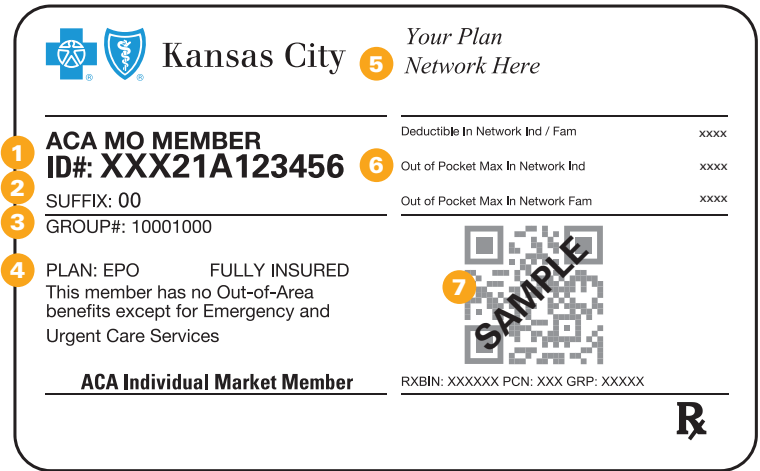 Kansas City
5
Your Plan
Network Here
1
ACA MO MEMBER
ID#: XXX21A123456
2
SUFFIX: 00
3
GROUP#: 10001000
4
PLAN: EPO FULLY INSURED
This member has no Out-of-Area
benefits except for Emergency and
Urgent Care Services
ACA Individual Market Member
Deductible In Network Ind / Fam xxxx
6
Out of Pocket Max In Network Ind xxxx
Out of Pocket Max In Network Fam xxxx
7
SAMPLE
RXBIN: XXXXXX PCN: XXX GRP: XXXXX
Rx